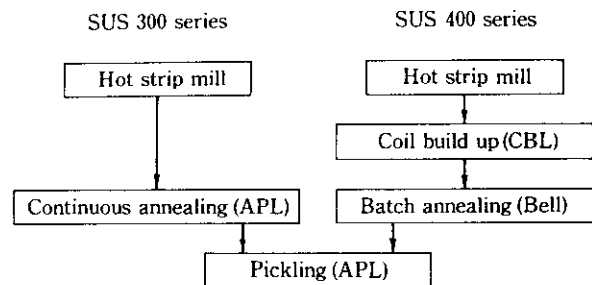 SUS 300 series
SUS 400 series
Hot strip mill
Hot strip mill
Coil build up (CBL)
Continuous annealing (APL)
Batch annealing (Bell)
Pickling (APL)